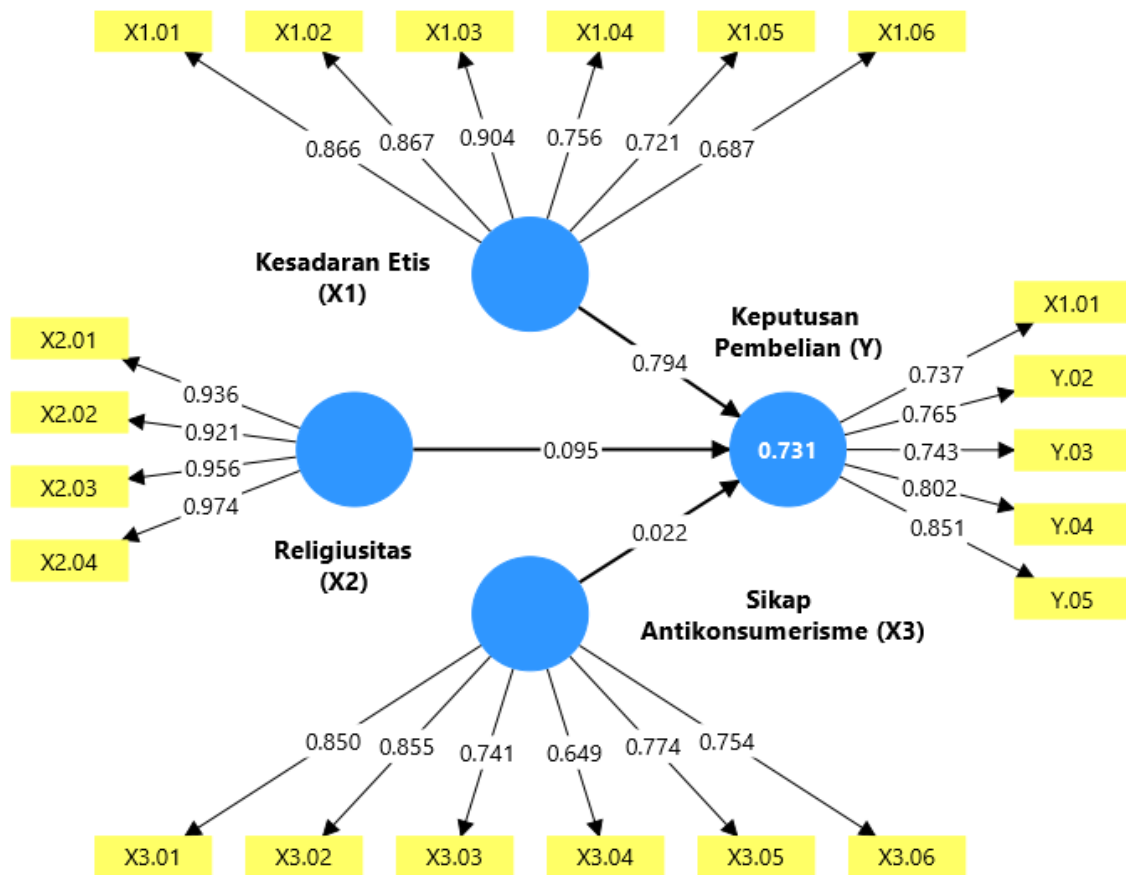 X1.01 X1.02 X1.03 X1.04 X1.05 X1.06
0.866 0.867 0.904 0.756 0.721 0.687
Kesadaran Etis
(X1)
X2.01
X2.02
X2.03
X2.04
0.936
0.921
0.956
0.974
Religiusitas
(X2)
0.794
0.095
0.022
Keputusan
Pembelian (Y)
0.731
0.737
0.765
0.743
0.802
0.851
X1.01
Y.02
Y.03
Y.04
Y.05
Sikap
Antikonsumerisme (X3)
0.850 0.855 0.741 0.649 0.774 0.754
X3.01 X3.02 X3.03 X3.04 X3.05 X3.06